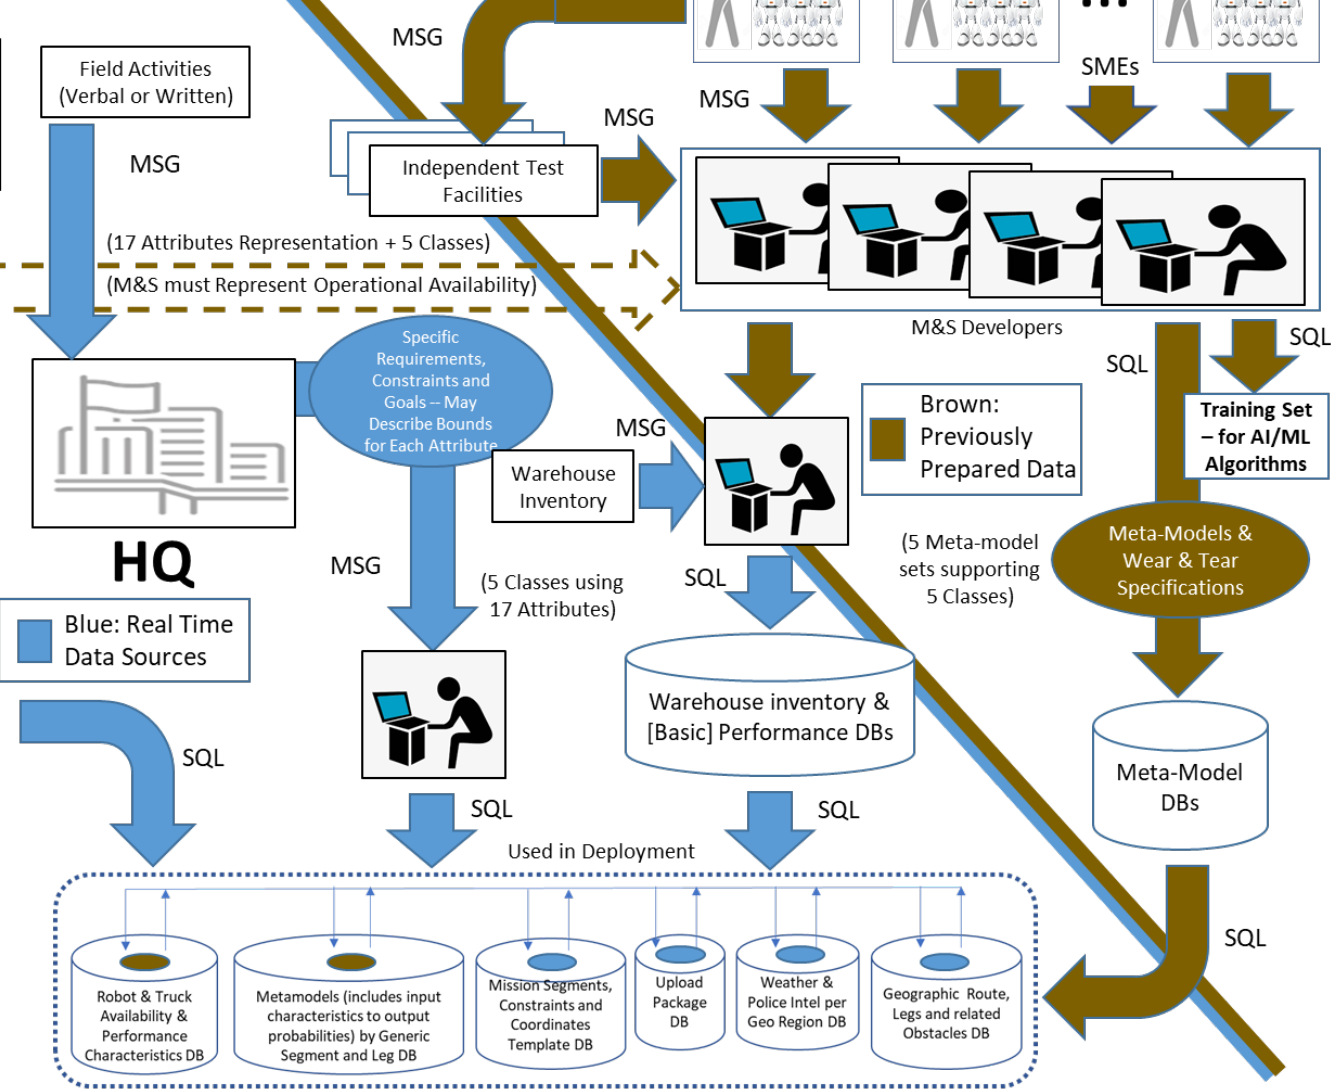 MSG
Field Activities
(Verbal or Written)
MSG
SMEs
MSG
MSG
Independent Test
Facilities
(17 Attributes Representation + 5 Classes)
(M&S must Represent Operational Availability)
M&S Developers
Specific
Requirements,
Constraints and
Goals -- May
Describe Bounds
for Each Attribute
SQL
SQL
Brown:
Previously
Prepared Data
Training Set
– for AI/ML
Algorithms
MSG
Warehouse
Inventory
HQ
MSG
(5 Classes using
17 Attributes)
SQL
(5 Meta-model
sets supporting
5 Classes)
Meta-Models &
Wear & Tear
Specifications
Blue: Real Time
Data Sources
Warehouse inventory &
[Basic] Performance DBs
Meta-Model
DBs
SQL
SQL
SQL
Used in Deployment
SQL
Robot & Truck
Availability &
Performance
Characteristics DB
Metamodels (includes input
characteristics to output
probabilities) by Generic
Segment and Leg DB
Mission Segments,
Constraints and
Coordinates
Template DB
Upload
Package
DB
Weather &
Police Intel per
Geo Region DB
Geographic Route,
Legs and related
Obstacles DB